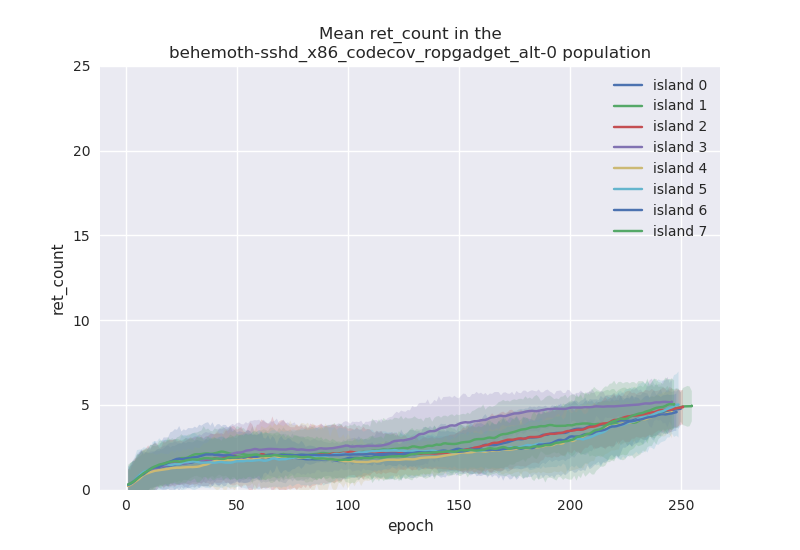 Mean ret_count in the
behemoth-sshd_x86_codecov_ropgadget_alt-0 population
25
20
15
10
5
0
ret_count
island 0
island 1
island 2
island 3
island 4
island 5
island 6
island 7
0 50 100 150 200 250
epoch